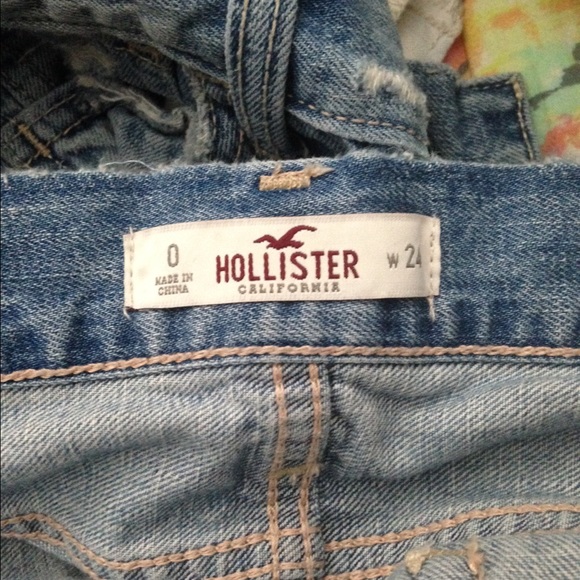 0
MADE IN
CHINA
HOLLISTER
CALIFORNIA
W 24